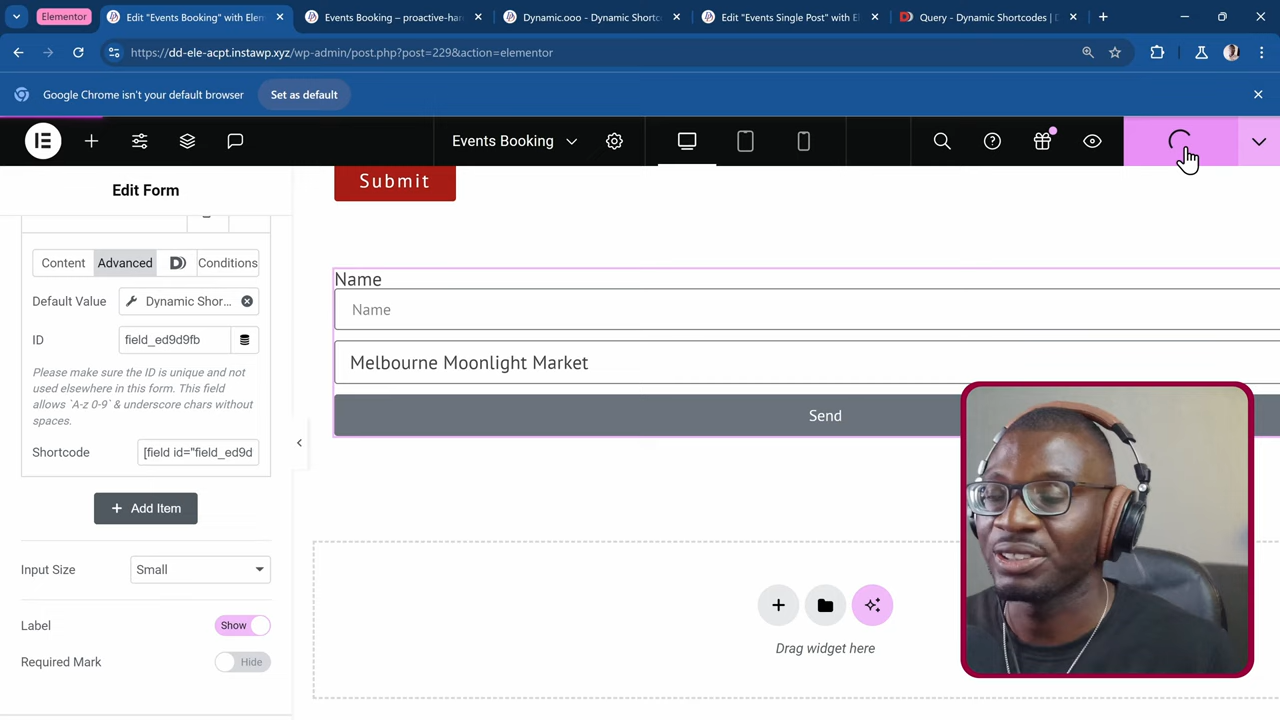 Elementor
Edit "Events Booking" with Elem
Events Booking – proactive-har
Dynamic.ooo - Dynamic Shortc
Edit "Events Single Post" with El
Query - Dynamic Shortcodes | D
https://dd-ele-acpt.instawp.xyz/wp-admin/post.php?post=229&action=elementor
Google Chrome isn't your default browser
Set as default
Events Booking
Edit Form
Content
Advanced
Conditions
Default Value
Dynamic Shor...
ID
field_ed9d9fb
Please make sure the ID is unique and not
used elsewhere in this form. This field
allows `A-z 0-9` & underscore chars without
spaces.
Shortcode
[field id="field_ed9d
Add Item
Input Size
Small
Label
Show
Required Mark
Hide
Submit
Name
Name
Melbourne Moonlight Market
Send
Drag widget here